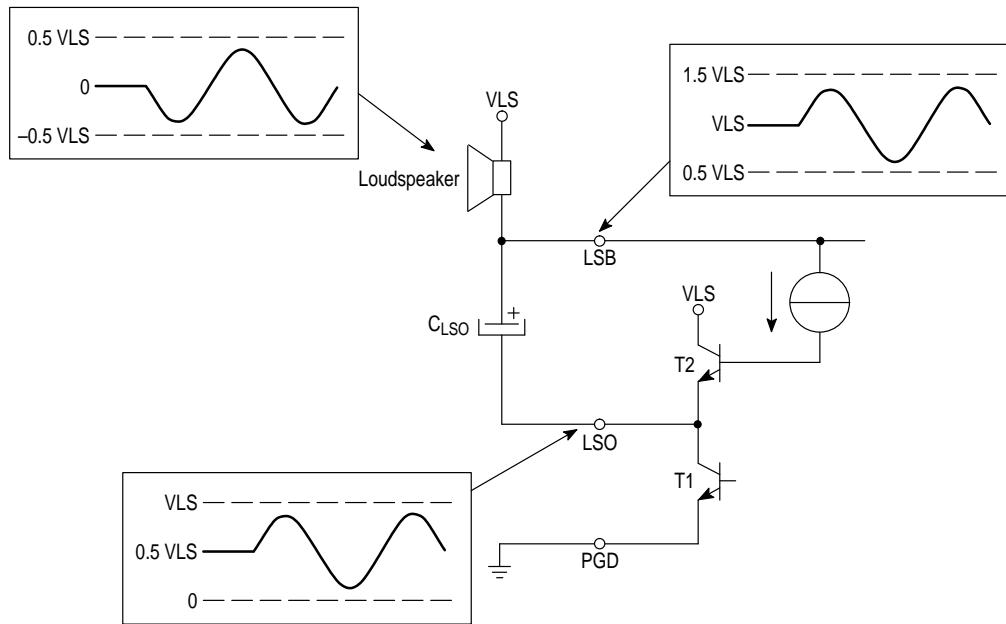 0.5 VLS
0
–0.5 VLS
1.5 VLS
VLS
0.5 VLS
VLS
Loudspeaker
LSB
VLS
+
CLSO
T2
LSO
T1
VLS
0.5 VLS
0
PGD